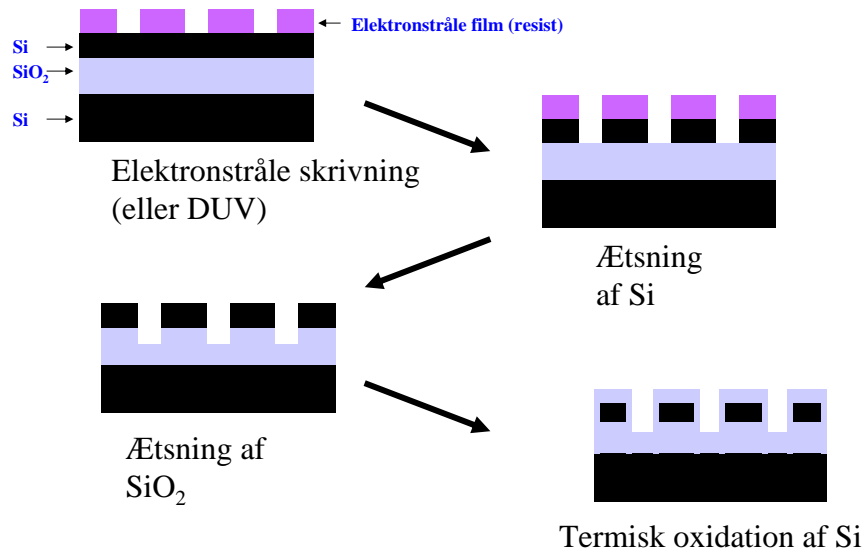 Elektronstråle film (resist)
Si
SiO₂
Si
Elektronstråle skrivning
(eller DUV)
Ætsning
af Si
Ætsning af
SiO₂
Termisk oxidation af Si